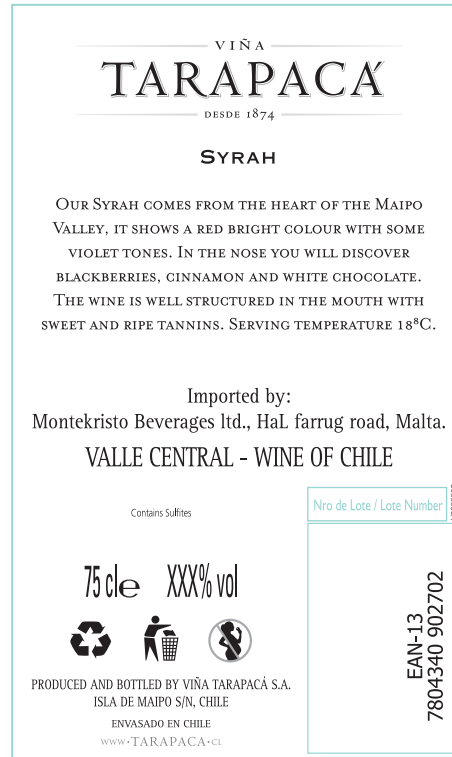 VIÑA
TARAPACÁ
DESDE 1874
SYRAH
OUR SYRAH COMES FROM THE HEART OF THE MAIPO
VALLEY, IT SHOWS A RED BRIGHT COLOUR WITH SOME
VIOLET TONES. IN THE NOSE YOU WILL DISCOVER
BLACKBERRIES, CINNAMON AND WHITE CHOCOLATE.
THE WINE IS WELL STRUCTURED IN THE MOUTH WITH
SWEET AND RIPE TANNINS. SERVING TEMPERATURE 18⁸C.
Imported by:
Montekristo Beverages ltd., HaL farrug road, Malta.
VALLE CENTRAL - WINE OF CHILE
Contains Sulfites
Nro de Lote / Lote Number
75 cl e XXX% vol
EAN-13
7804340 902702
PRODUCED AND BOTTLED BY VIÑA TARAPACÁ S.A.
ISLA DE MAIPO S/N, CHILE
ENVASADO EN CHILE
WWW·TARAPACA·CL